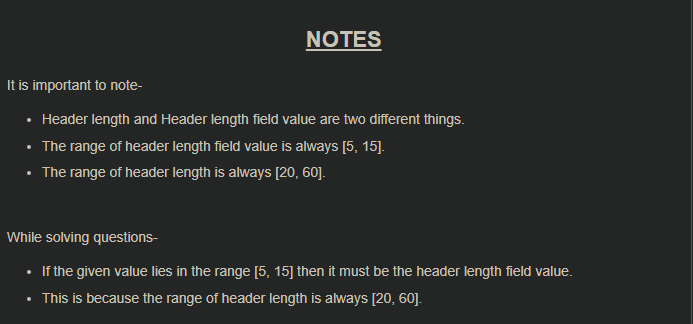 NOTES
It is important to note-
• Header length and Header length field value are two different things.
• The range of header length field value is always [5, 15].
• The range of header length is always [20, 60].
While solving questions-
• If the given value lies in the range [5, 15] then it must be the header length field value.
• This is because the range of header length is always [20, 60].